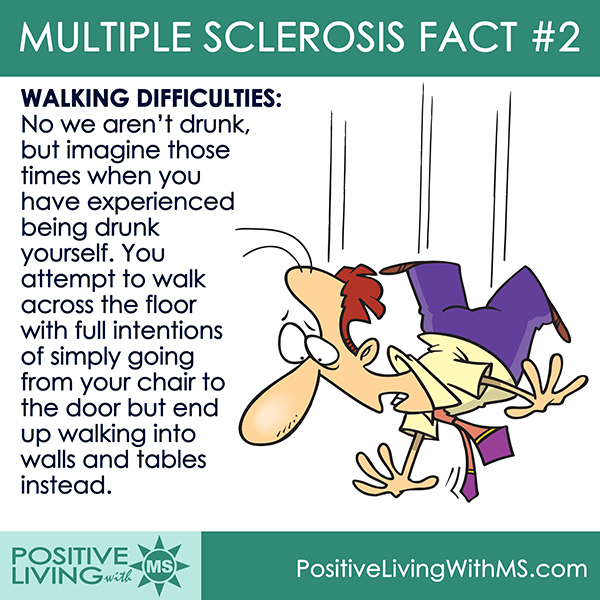 MULTIPLE SCLEROSIS FACT #2
WALKING DIFFICULTIES:
No we aren't drunk,
but imagine those
times when you
have experienced
being drunk
yourself. You
attempt to walk
across the floor
with full intentions
of simply going
from your chair to
the door but end
up walking into
walls and tables
instead.
POSITIVE
LIVING with MS
PositiveLivingWithMS.com